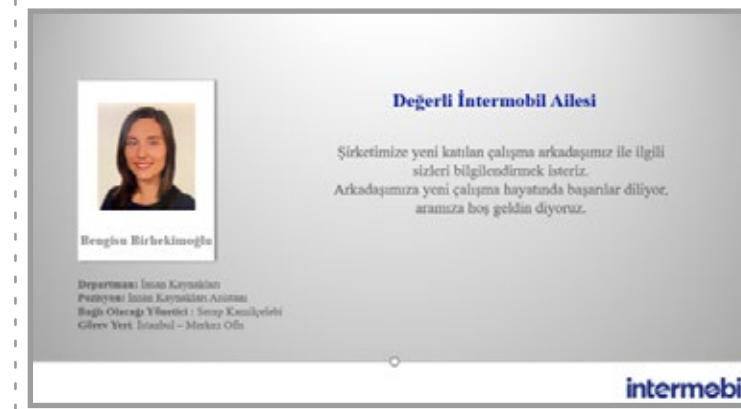 Değerli İntermobil Ailesi
Şirketimize yeni katılan çalışma arkadaşımız ile ilgili
sizleri bilgilendirmek isteriz.
Arkadaşımıza yeni çalışma hayatında başarılar diliyor,
aramıza hoş geldin diyoruz.
Bengisu Birhekimoğlu
Departman: İnsan Kaynakları
Pozisyon: İnsan Kaynakları Asistanı
Bağlı Olacağı Yönetici : Serap Kamilçelebi
Görev Yeri: İstanbul – Merkez Ofis
intermobi